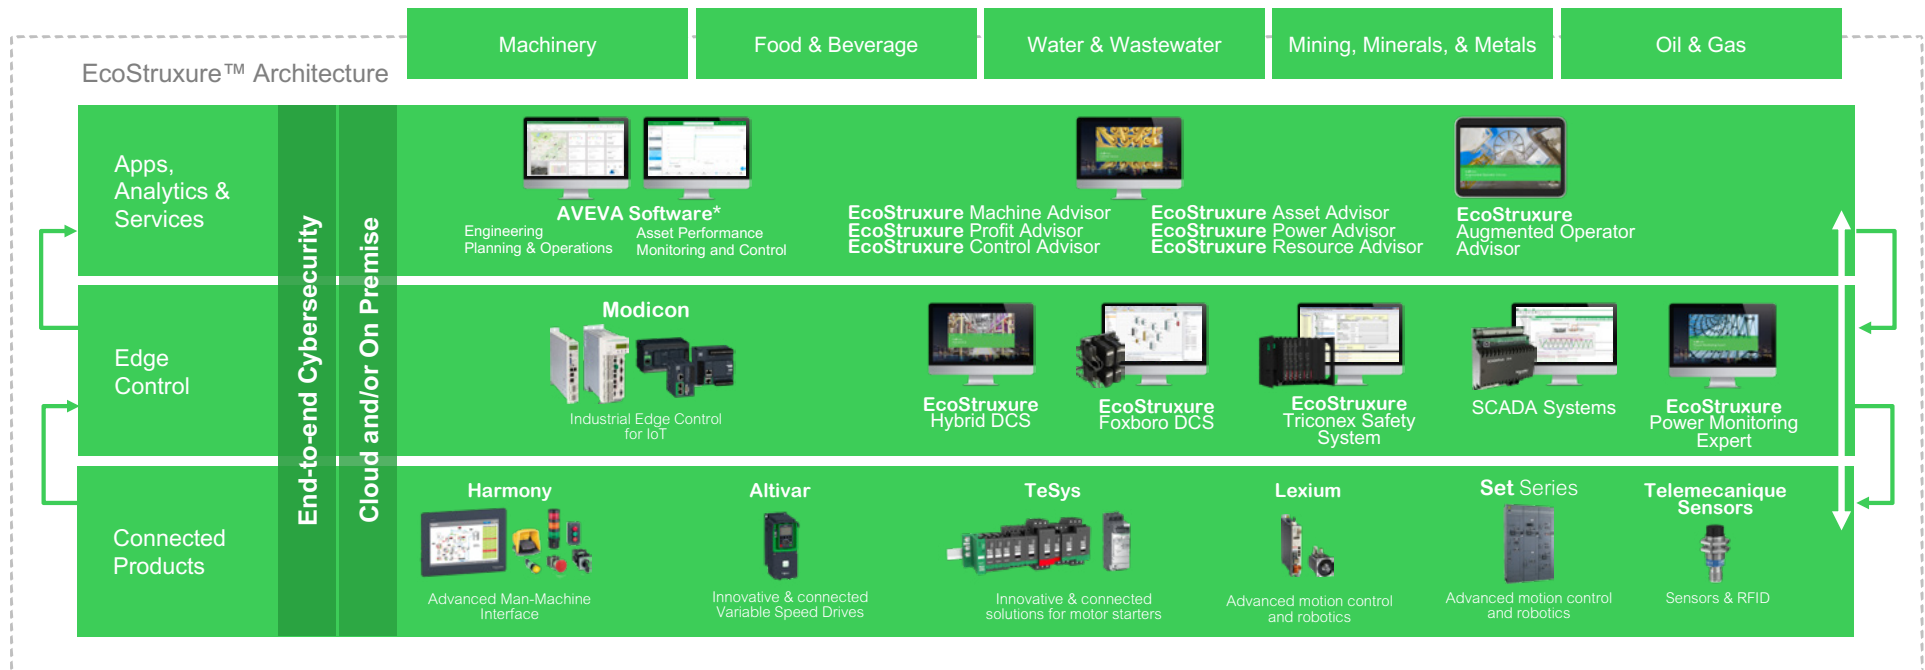 Machinery
Food & Beverage
Water & Wastewater
Mining, Minerals, & Metals
Oil & Gas
EcoStruxure™ Architecture
Apps,
Analytics &
Services
End-to-end Cybersecurity
Cloud and/or On Premise
AVEVA Software*
Engineering
Planning & Operations
Asset Performance
Monitoring and Control
EcoStruxure Machine Advisor
EcoStruxure Profit Advisor
EcoStruxure Control Advisor
EcoStruxure Asset Advisor
EcoStruxure Power Advisor
EcoStruxure Resource Advisor
EcoStruxure
Augmented Operator
Advisor
Edge
Control
Modicon
Industrial Edge Control
for IoT
EcoStruxure
Hybrid DCS
EcoStruxure
Foxboro DCS
EcoStruxure
Triconex Safety
System
SCADA Systems
EcoStruxure
Power Monitoring
Expert
Connected
Products
Harmony
Advanced Man-Machine
Interface
Altivar
Innovative & connected
Variable Speed Drives
TeSys
Innovative & connected
solutions for motor starters
Lexium
Advanced motion control
and robotics
Set Series
Advanced motion control
and robotics
Telemecanique
Sensors
Sensors & RFID